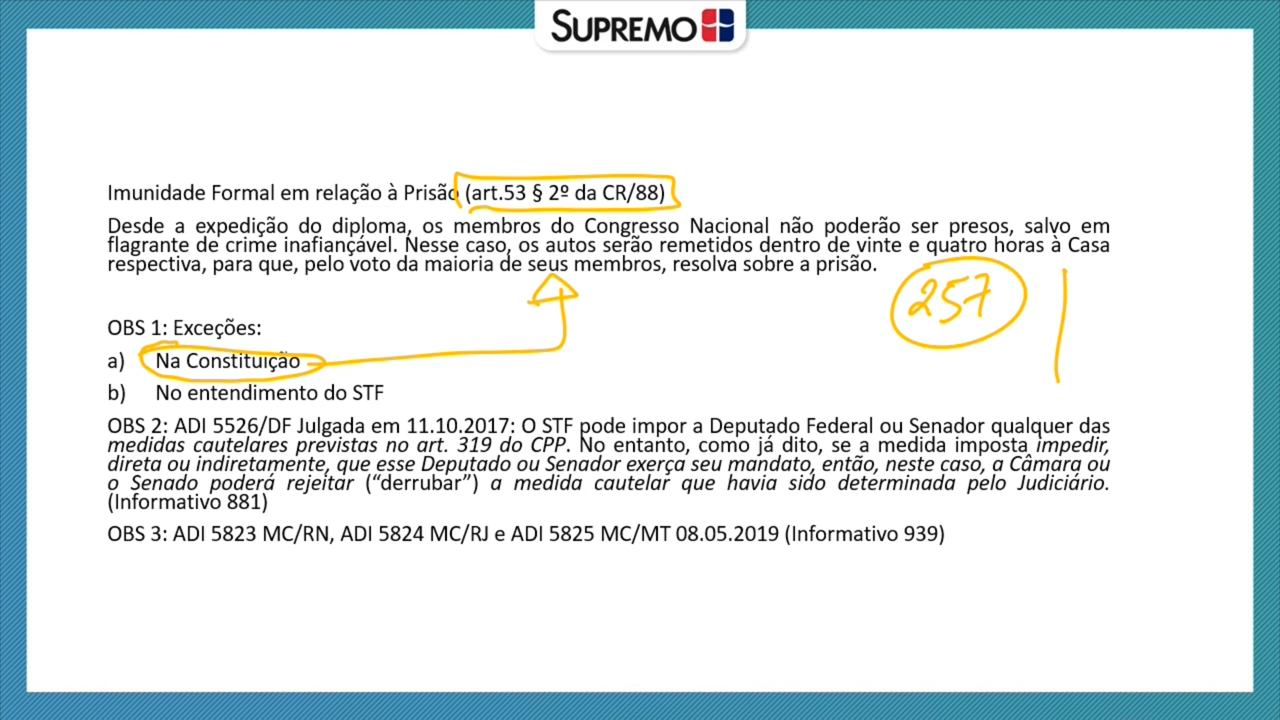 SUPREMO
Imunidade Formal em relação à Prisão (art.53 § 2º da CR/88)
Desde a expedição do diploma, os membros do Congresso Nacional não poderão ser presos, salvo em
flagrante de crime inafiançável. Nesse caso, os autos serão remetidos dentro de vinte e quatro horas à Casa
respectiva, para que, pelo voto da maioria de seus membros, resolva sobre a prisão.
257
OBS 1: Exceções:
a) Na Constituição
b) No entendimento do STF
OBS 2: ADI 5526/DF Julgada em 11.10.2017: O STF pode impor a Deputado Federal ou Senador qualquer das
medidas cautelares previstas no art. 319 do CPP. No entanto, como já dito, se a medida imposta impedir,
direta ou indiretamente, que esse Deputado ou Senador exerça seu mandato, então, neste caso, a Câmara ou
o Senado poderá rejeitar (“derrubar”) a medida cautelar que havia sido determinada pelo Judiciário.
(Informativo 881)
OBS 3: ADI 5823 MC/RN, ADI 5824 MC/RJ e ADI 5825 MC/MT 08.05.2019 (Informativo 939)